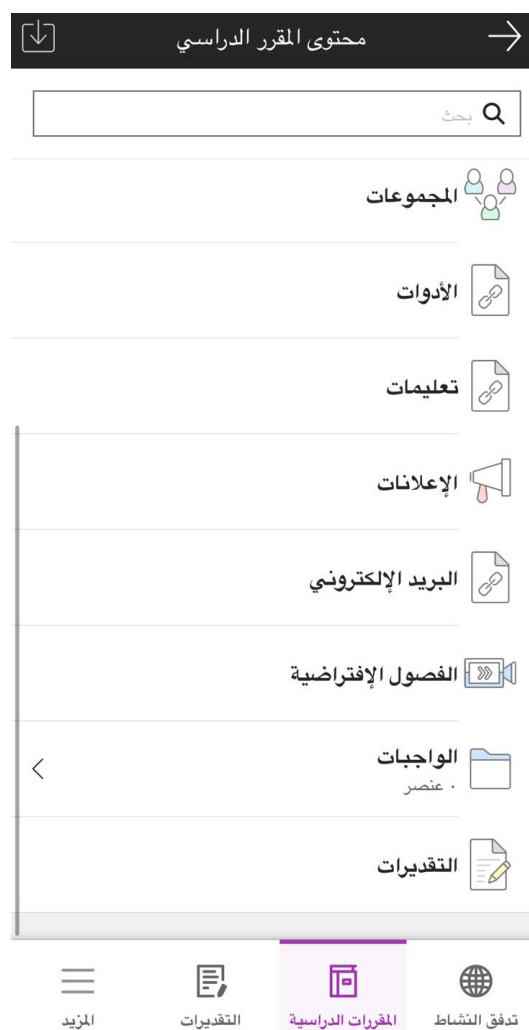 محتوى المقرر الدراسي
بحث
المجموعات
الأدوات
تعليمات
الإعلانات
البريد الإلكتروني
الفصول الإفتراضية
الواجبات
٠ عنصر
التقديرات
تدفق النشاط
المقررات الدراسية
التقديرات
المزيد